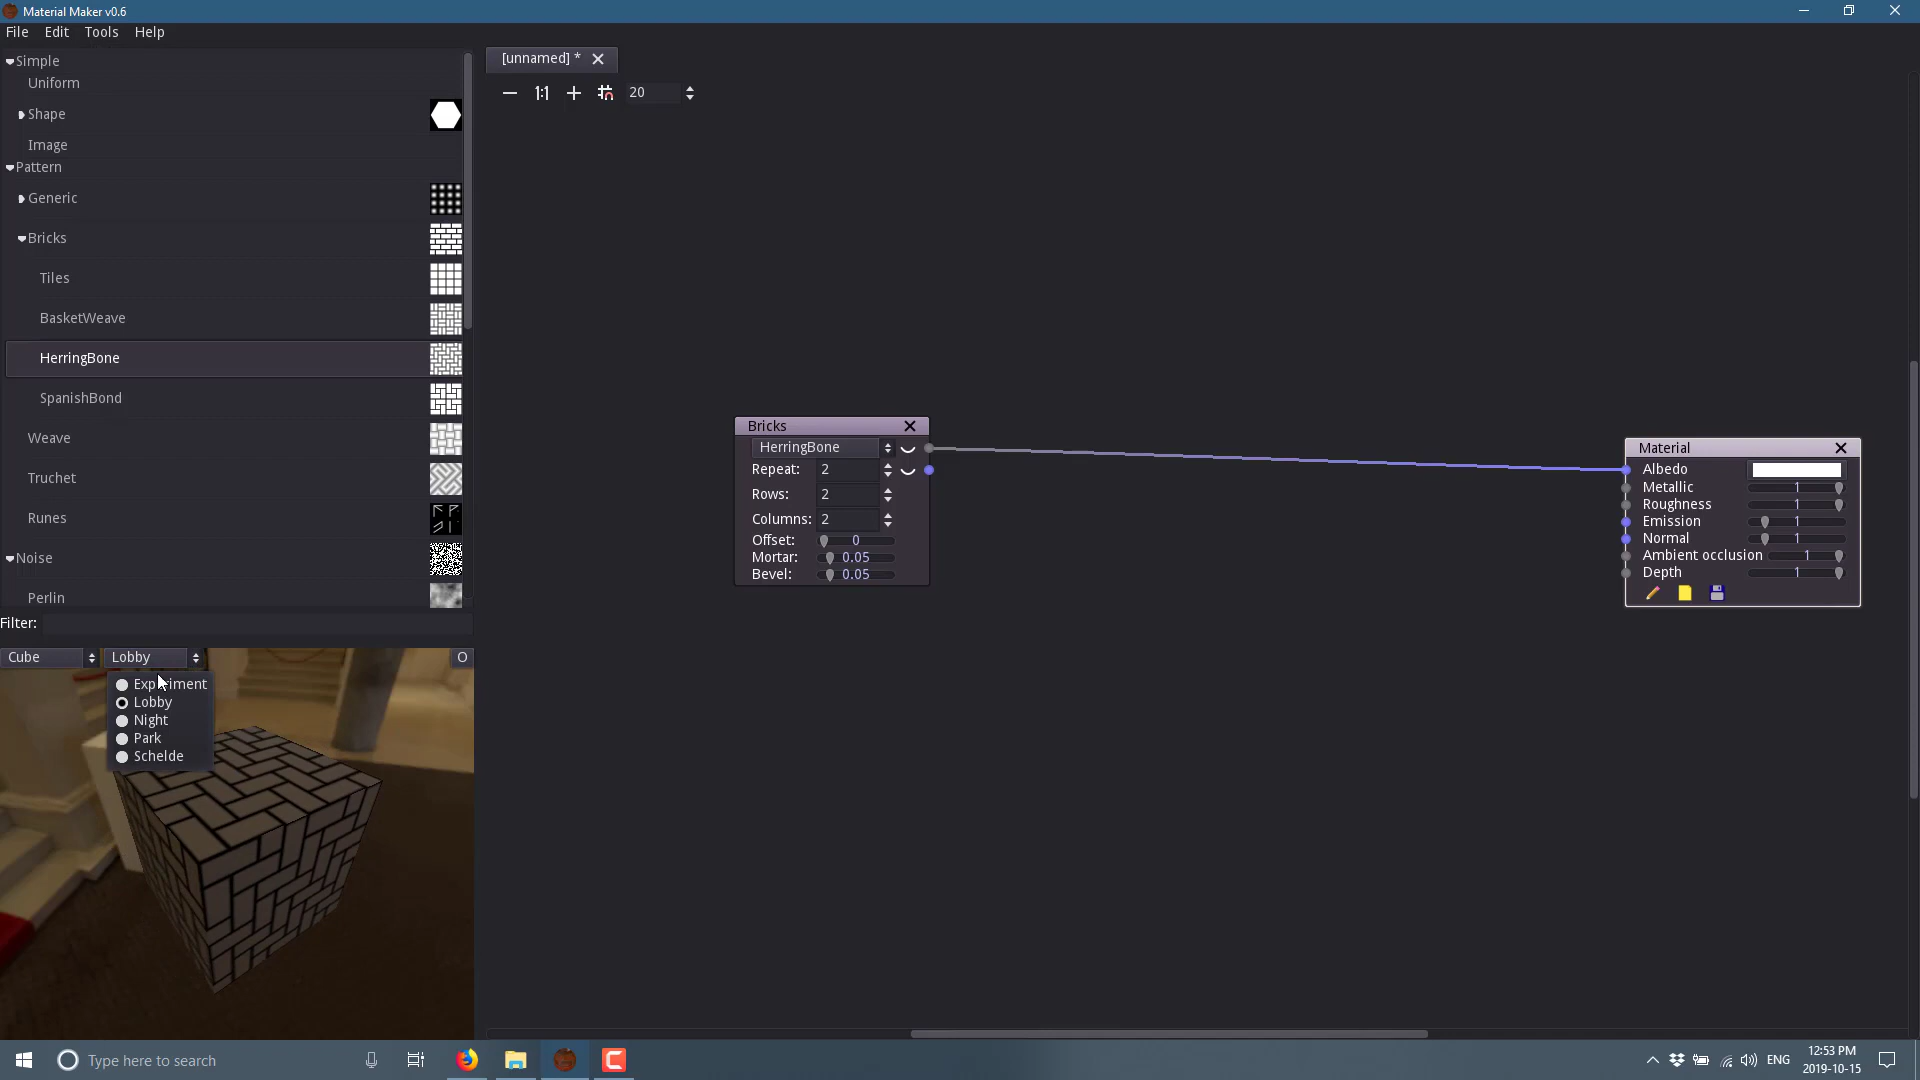 Material Maker v0.6
File Edit Tools Help
Simple
Uniform
Shape
Image
Pattern
Generic
Bricks
Tiles
BasketWeave
HerringBone
SpanishBond
Weave
Truchet
Runes
Noise
Perlin
Filter:
Cube Lobby O
Experiment
Lobby
Night
Park
Schelde
[unnamed] *
1:1 20
Bricks
HerringBone
Repeat: 2
Rows: 2
Columns: 2
Offset: 0
Mortar: 0.05
Bevel: 0.05
Material
Albedo
Metallic 1
Roughness 1
Emission 1
Normal 1
Ambient occlusion 1
Depth 1
Type here to search
ENG
12:53 PM
2019-10-15